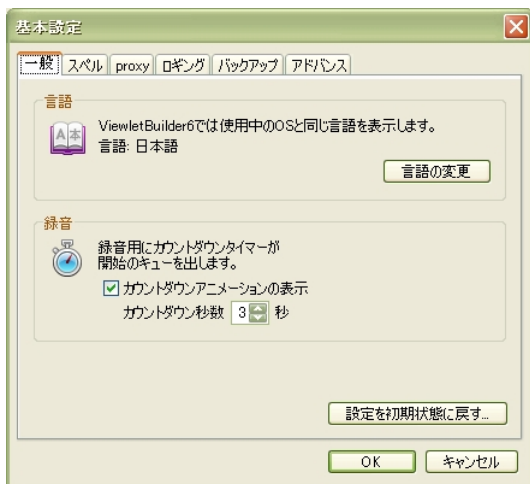 基本設定
一般 スペル proxy ロギング バックアップ アドバンス
言語
A本
ViewletBuilder6では使用中のOSと同じ言語を表示します。
言語: 日本語
言語の変更
録音
録音用にカウントダウンタイマーが
開始のキューを出します。
カウントダウンアニメーションの表示
カウントダウン秒数 3 秒
設定を初期状態に戻す...
OK キャンセル